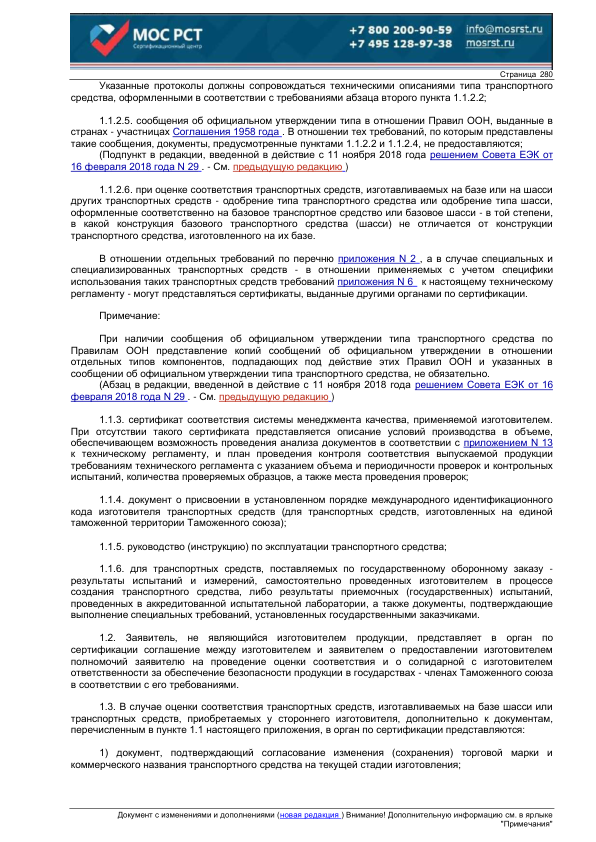 МОС РСТ
Сертификационный центр
+7 800 200-90-59
info@mosrst.ru
+7 495 128-97-38
mosrst.ru
Страница 280
Указанные протоколы должны сопровождаться техническими описаниями типа транспортного
средства, оформленными в соответствии с требованиями абзаца второго пункта 1.1.2.2;
1.1.2.5. сообщения об официальном утверждении типа в отношении Правил ООН, выданные в
странах - участницах Соглашения 1958 года . В отношении тех требований, по которым представлены
такие сообщения, документы, предусмотренные пунктами 1.1.2.2 и 1.1.2.4, не предоставляются;
(Подпункт в редакции, введенной в действие с 11 ноября 2018 года решением Совета ЕЭК от
16 февраля 2018 года N 29 . - См. предыдущую редакцию )
1.1.2.6. при оценке соответствия транспортных средств, изготавливаемых на базе или на шасси
других транспортных средств - одобрение типа транспортного средства или одобрение типа шасси,
оформленные соответственно на базовое транспортное средство или базовое шасси - в той степени,
в какой конструкция базового транспортного средства (шасси) не отличается от конструкции
транспортного средства, изготовленного на их базе.
В отношении отдельных требований по перечню приложения N 2 , а в случае специальных и
специализированных транспортных средств - в отношении применяемых с учетом специфики
использования таких транспортных средств требований приложения N 6 к настоящему техническому
регламенту - могут представляться сертификаты, выданные другими органами по сертификации.
Примечание:
При наличии сообщения об официальном утверждении типа транспортного средства по
Правилам ООН представление копий сообщений об официальном утверждении в отношении
отдельных типов компонентов, подпадающих под действие этих Правил ООН и указанных в
сообщении об официальном утверждении типа транспортного средства, не обязательно.
(Абзац в редакции, введенной в действие с 11 ноября 2018 года решением Совета ЕЭК от 16
февраля 2018 года N 29 . - См. предыдущую редакцию )
1.1.3. сертификат соответствия системы менеджмента качества, применяемой изготовителем.
При отсутствии такого сертификата представляется описание условий производства в объеме,
обеспечивающем возможность проведения анализа документов в соответствии с приложением N 13
к техническому регламенту, и план проведения контроля соответствия выпускаемой продукции
требованиям технического регламента с указанием объема и периодичности проверок и контрольных
испытаний, количества проверяемых образцов, а также места проведения проверок;
1.1.4. документ о присвоении в установленном порядке международного идентификационного
кода изготовителя транспортных средств (для транспортных средств, изготовленных на единой
таможенной территории Таможенного союза);
1.1.5. руководство (инструкцию) по эксплуатации транспортного средства;
1.1.6. для транспортных средств, поставляемых по государственному оборонному заказу -
результаты испытаний и измерений, самостоятельно проведенных изготовителем в процессе
создания транспортного средства, либо результаты приемочных (государственных) испытаний,
проведенных в аккредитованной испытательной лаборатории, а также документы, подтверждающие
выполнение специальных требований, установленных государственными заказчиками.
1.2. Заявитель, не являющийся изготовителем продукции, представляет в орган по
сертификации соглашение между изготовителем и заявителем о предоставлении изготовителем
полномочий заявителю на проведение оценки соответствия и о солидарной с изготовителем
ответственности за обеспечение безопасности продукции в государствах - членах Таможенного союза
в соответствии с его требованиями.
1.3. В случае оценки соответствия транспортных средств, изготавливаемых на базе шасси или
транспортных средств, приобретаемых у стороннего изготовителя, дополнительно к документам,
перечисленным в пункте 1.1 настоящего приложения, в орган по сертификации представляются:
1) документ, подтверждающий согласование изменения (сохранения) торговой марки и
коммерческого названия транспортного средства на текущей стадии изготовления;
Документ с изменениями и дополнениями (новая редакция ) Внимание! Дополнительную информацию см. в ярлыке
"Примечания"